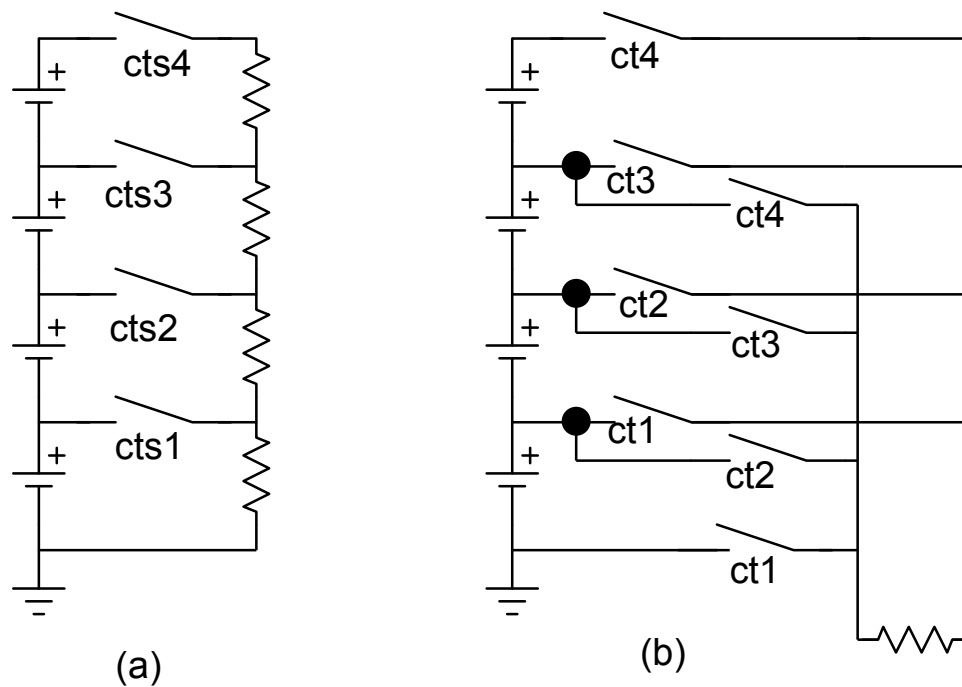 cts4
+
cts3
+
cts2
+
cts1
+
(a)
ct4
+
ct3
ct4
+
ct2
ct3
+
ct1
ct2
+
ct1
(b)